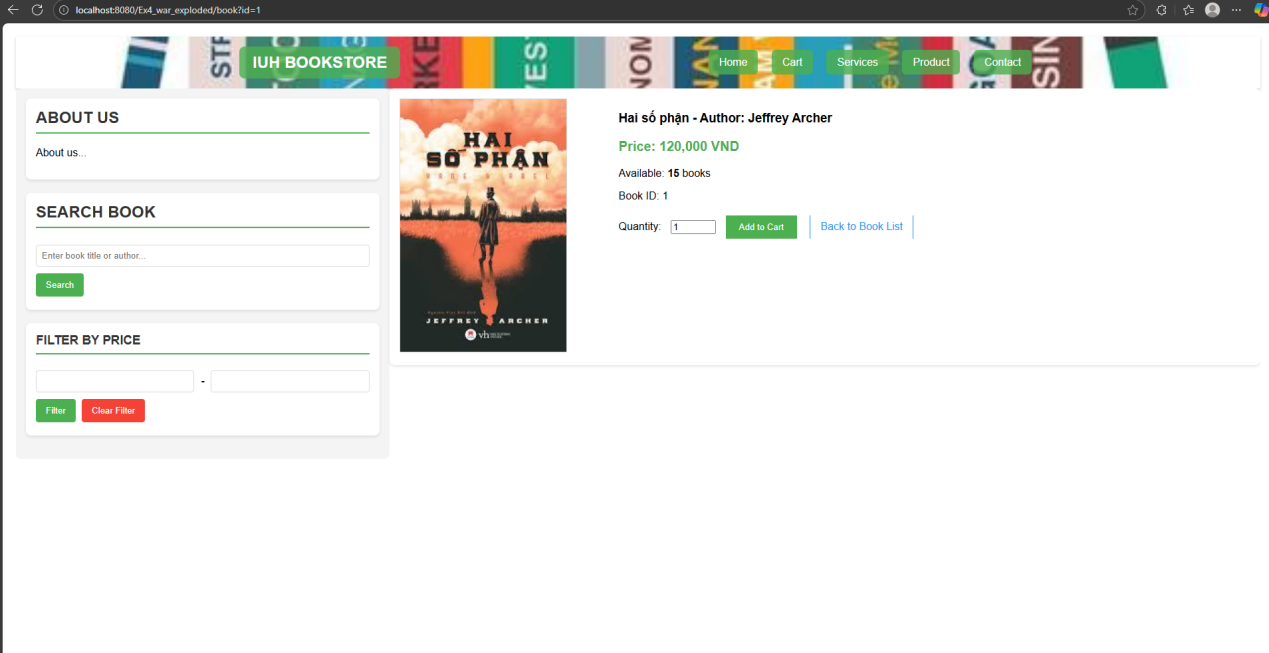 localhost:8080/Ex4_war_exploded/book?id=1
IUH BOOKSTORE
Home
Cart
Services
Product
Contact
ABOUT US
About us...
SEARCH BOOK
Enter book title or author...
Search
FILTER BY PRICE
-
Filter
Clear Filter
HAI
SỐ PHẬN
JEFFREY ARCHER
vh
Hai số phận - Author: Jeffrey Archer
Price: 120,000 VND
Available: 15 books
Book ID: 1
Quantity: 1
Add to Cart
Back to Book List